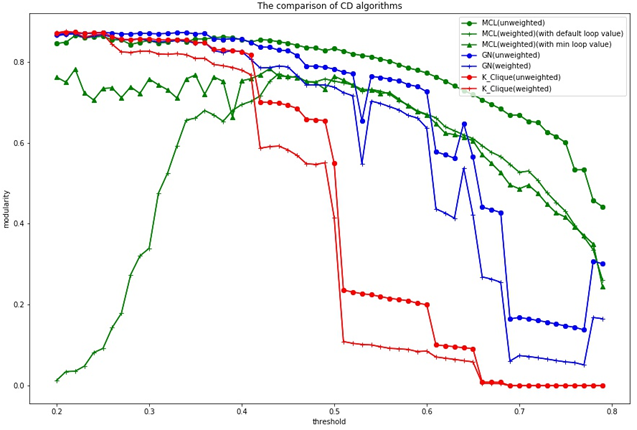 The comparison of CD algorithms
MCL(unweighted)
MCL(weighted)(with default loop value)
MCL(weighted)(with min loop value)
GN(unweighted)
GN(weighted)
K_Clique(unweighted)
K_Clique(weighted)
modularity
0.8
0.6
0.4
0.2
0.0
0.2
0.3
0.4
0.5
0.6
0.7
0.8
threshold